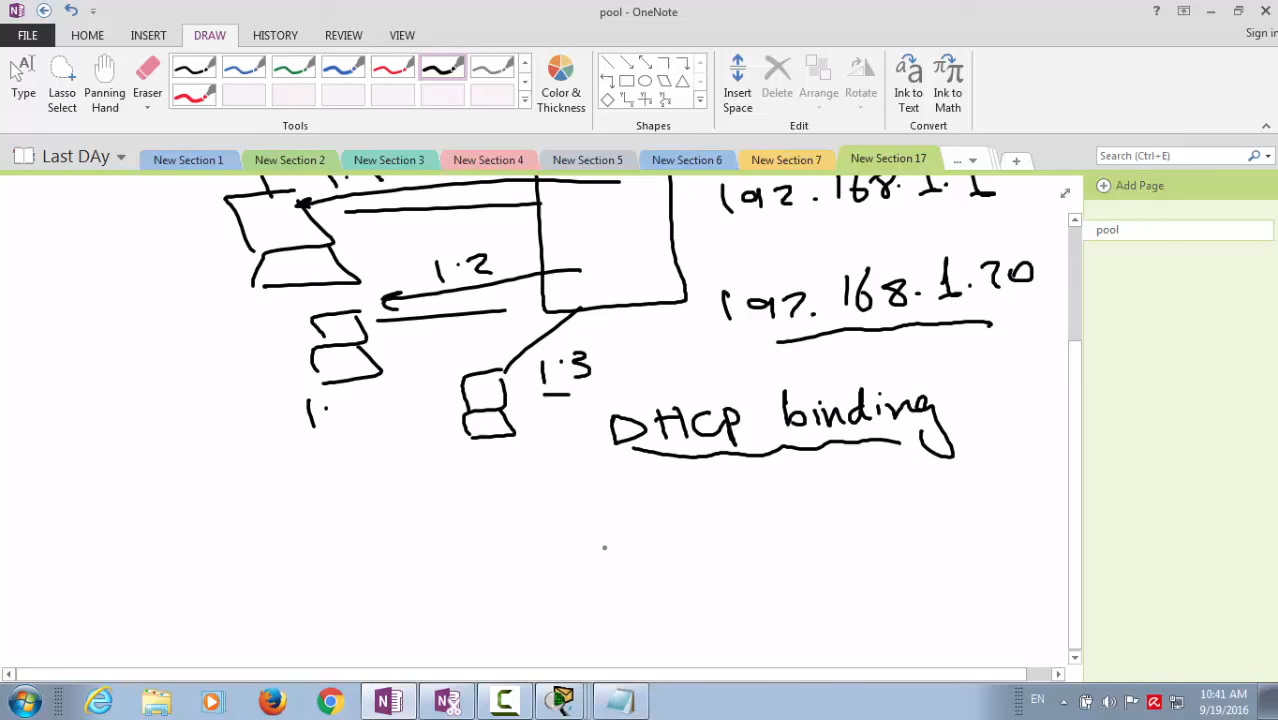 pool - OneNote
?
Sign in
FILE
HOME
INSERT
DRAW
HISTORY
REVIEW
VIEW
Type
Lasso Select
Panning Hand
Eraser
Color & Thickness
Insert Space
Delete
Arrange
Rotate
Ink to Text
Ink to Math
Tools
Shapes
Edit
Convert
Last DAy
New Section 1
New Section 2
New Section 3
New Section 4
New Section 5
New Section 6
New Section 7
New Section 17
...
Search (Ctrl+E)
Add Page
pool
192.168.1.1
1.2
192.168.1.20
1.3
1.
DHCP binding
EN
10:41 AM
9/19/2016